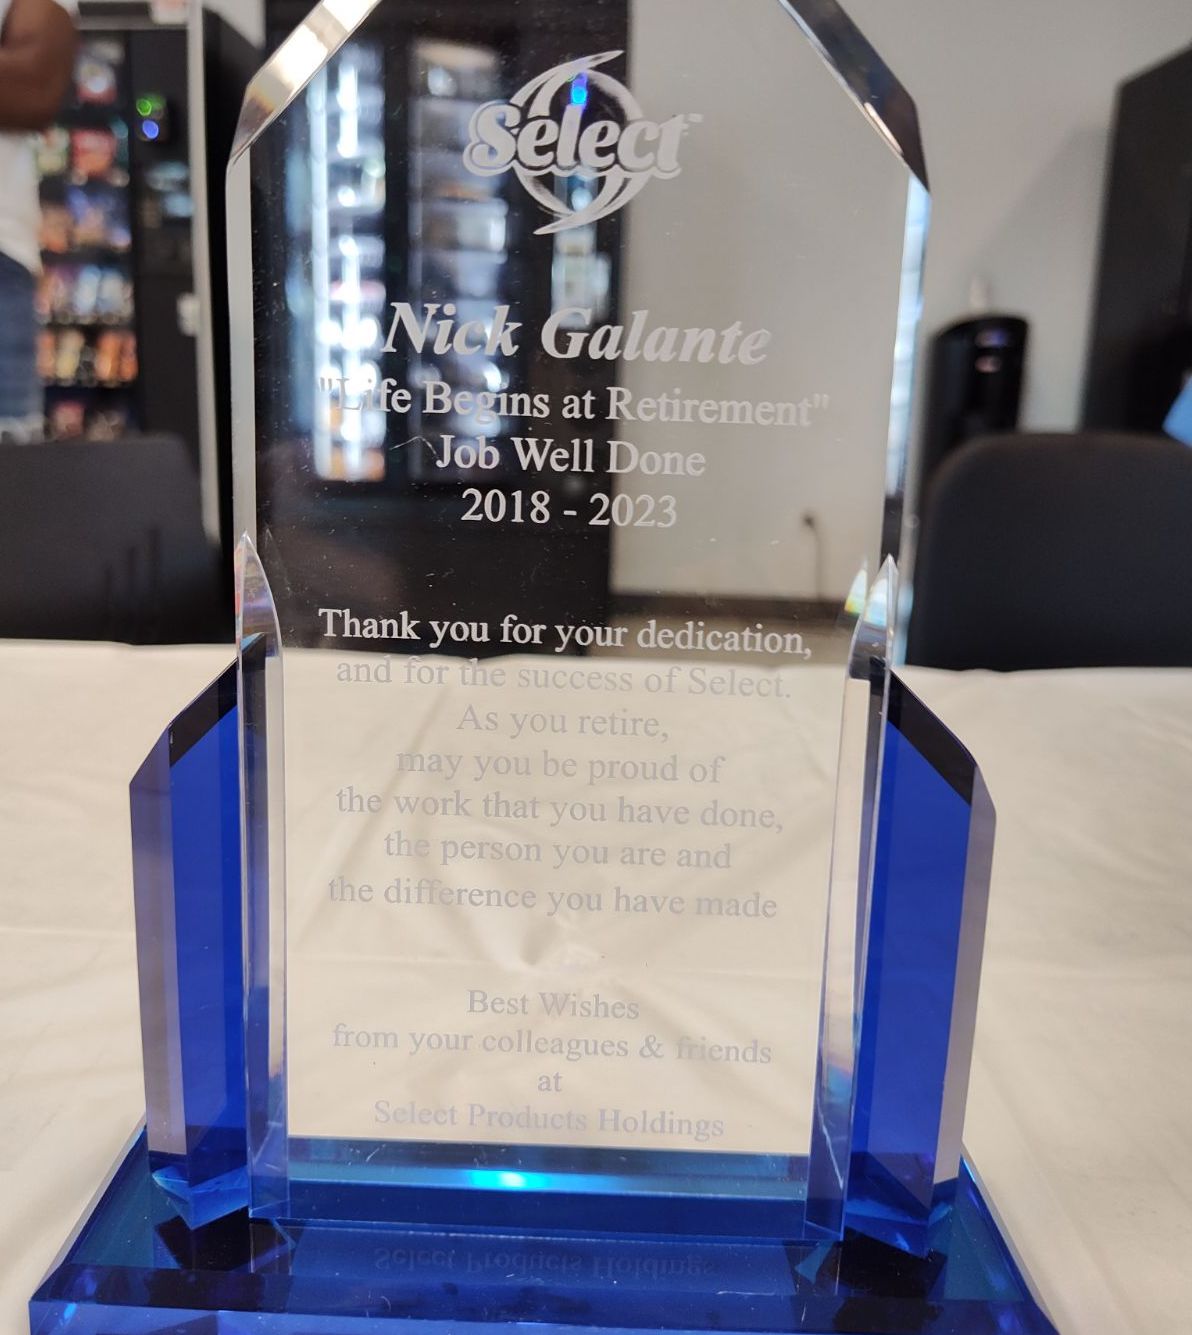 Select™
Nick Galante
"Life Begins at Retirement"
Job Well Done
2018 - 2023
Thank you for your dedication,
and for the success of Select.
As you retire,
may you be proud of
the work that you have done,
the person you are and
the difference you have made
Best Wishes
from your colleagues & friends
at
Select Products Holdings